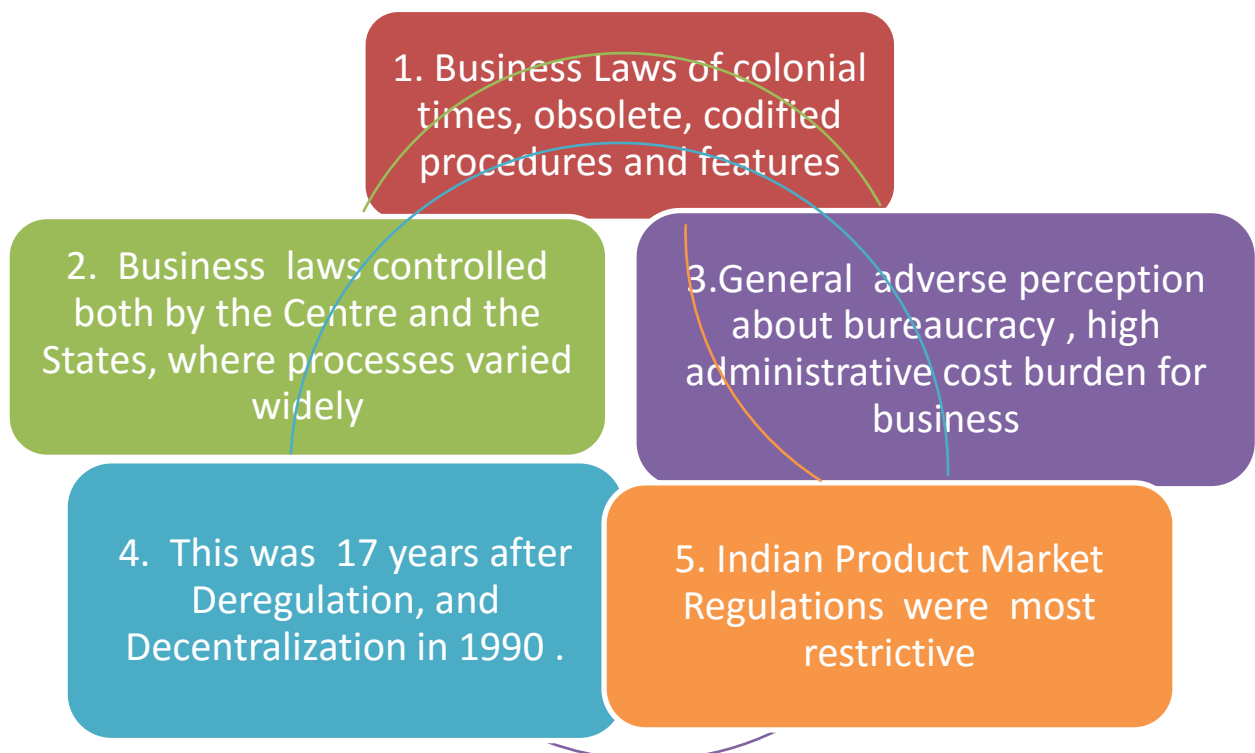 1. Business Laws of colonial
times, obsolete, codified
procedures and features
2. Business laws controlled
both by the Centre and the
States, where processes varied
widely
3.General adverse perception
about bureaucracy , high
administrative cost burden for
business
4. This was 17 years after
Deregulation, and
Decentralization in 1990 .
5. Indian Product Market
Regulations were most
restrictive